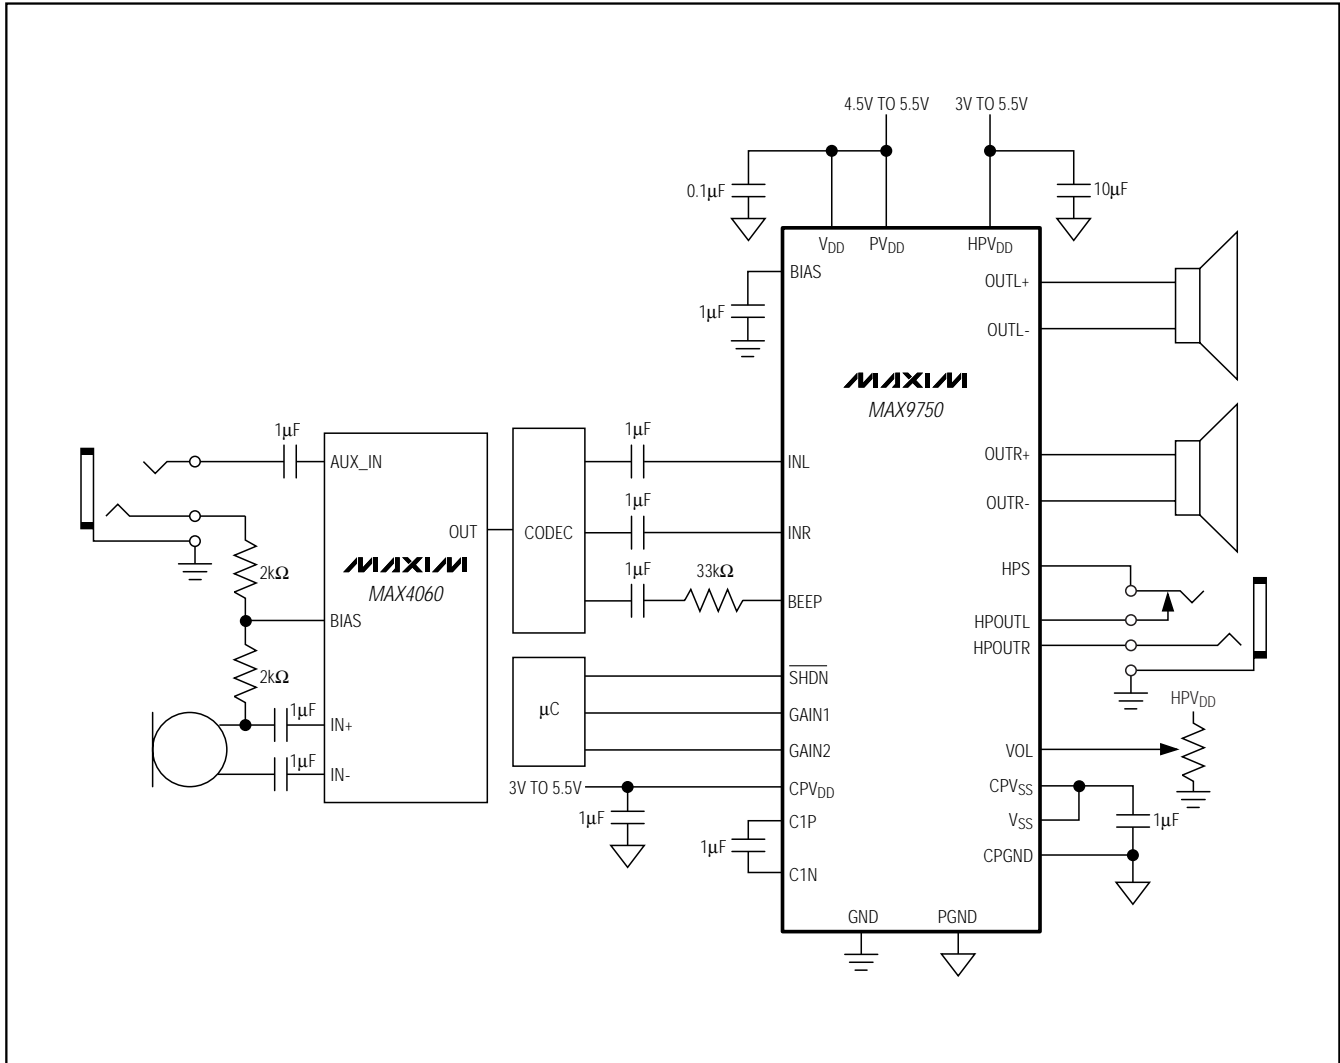 4.5V TO 5.5V 3V TO 5.5V
0.1µF 10µF
VDD PVDD HPVDD
BIAS
OUTL+
1µF
OUTL-
MAXIM
MAX9750
1µF 1µF
AUX_IN INL OUTR+
1µF OUTR-
OUT CODEC INR
MAXIM
MAX4060
2kΩ 1µF 33kΩ HPS
BEEP
BIAS HPOUTL
HPOUTR
2kΩ SHDN
µC GAIN1 HPVDD
1µF IN+
GAIN2 VOL
1µF IN-
3V TO 5.5V CPVDD CPVSS
1µF C1P VSS 1µF
1µF
C1N CPGND
GND PGND